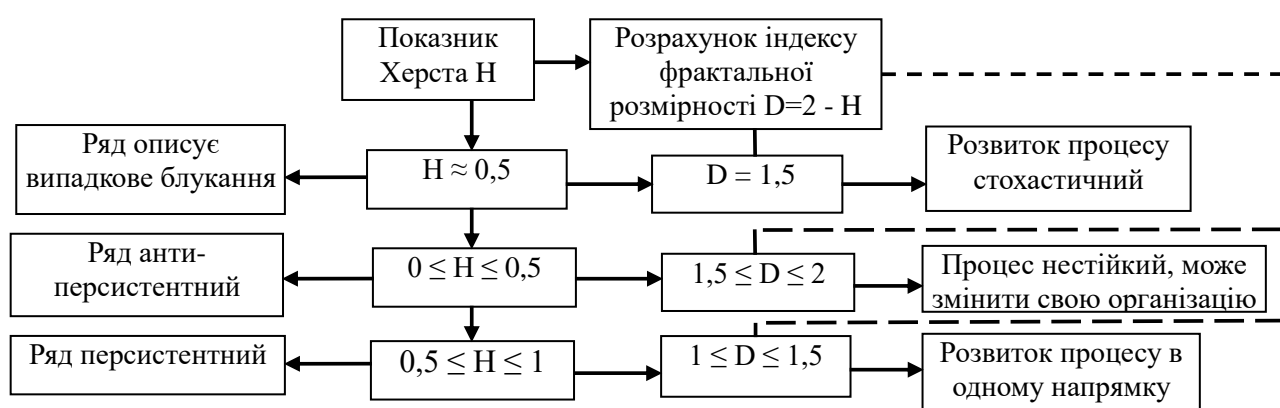 Показник
Херста H
Розрахунок індексу
фрактальної
розмірності D=2 - H
Ряд описує
випадкове блукання
H ≈ 0,5
D = 1,5
Розвиток процесу
стохастичний
Ряд анти-
персистентний
0 ≤ H ≤ 0,5
1,5 ≤ D ≤ 2
Процес нестійкий, може
змінити свою організацію
Ряд персистентний
0,5 ≤ H ≤ 1
1 ≤ D ≤ 1,5
Розвиток процесу в
одному напрямку